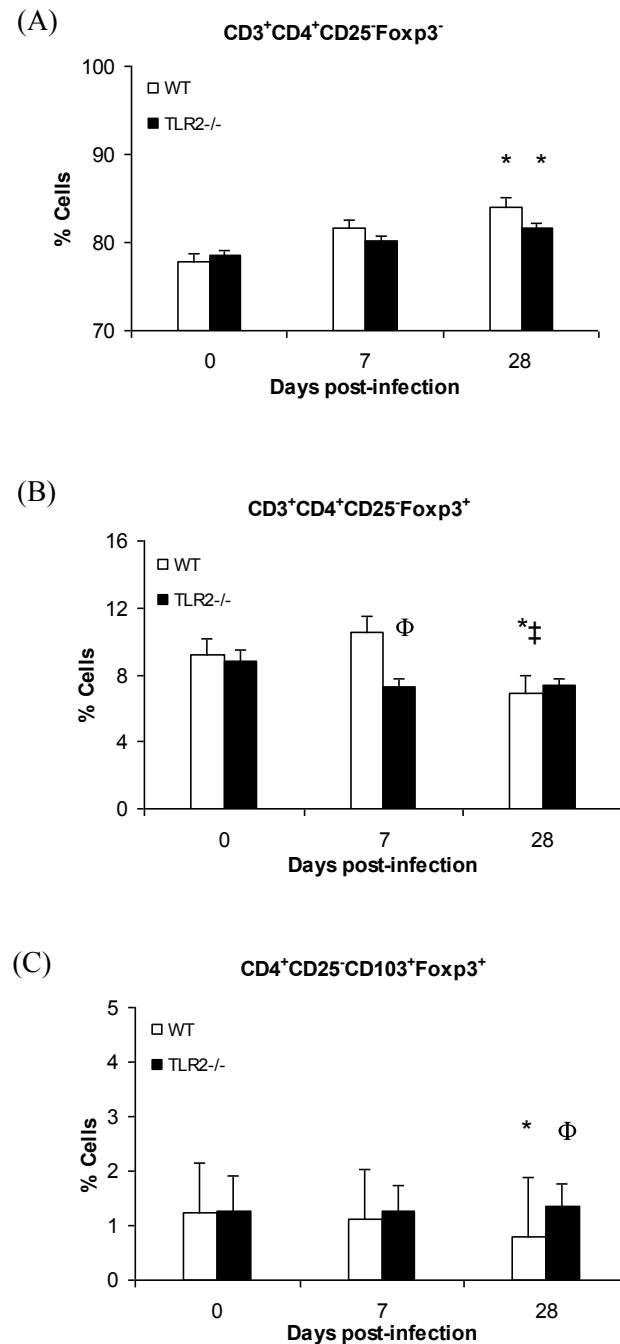 (A)
CD3⁺CD4⁺CD25⁻Foxp3⁻
100
WT
TLR2-/-
90
* *
80
70
% Cells
0 7 28
Days post-infection
(B)
CD3⁺CD4⁺CD25⁻Foxp3⁺
16
WT
TLR2-/-
12
Φ
*‡
8
4
0
% Cells
0 7 28
Days post-infection
(C)
CD4⁺CD25⁻CD103⁺Foxp3⁺
5
WT
4
TLR2-/-
3
* Φ
2
1
0
% Cells
0 7 28
Days post-infection